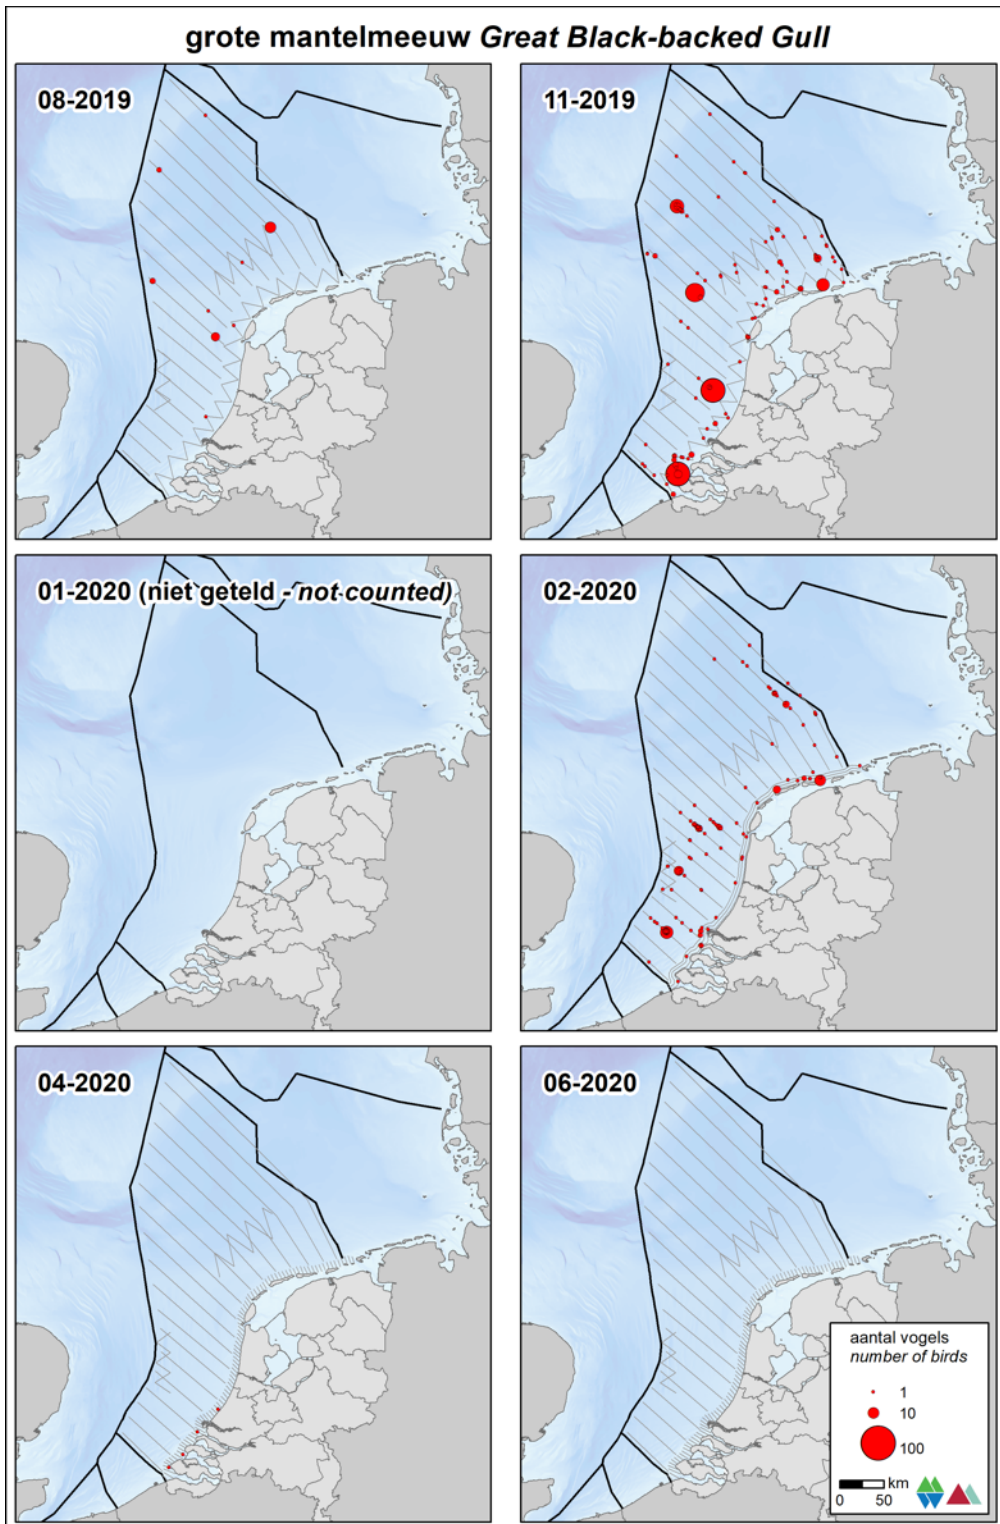 grote mantelmeeuw Great Black-backed Gull
08-2019
11-2019
01-2020 (niet geteld - not counted)
02-2020
04-2020
06-2020
aantal vogels
number of birds
1
10
100
km
0 50